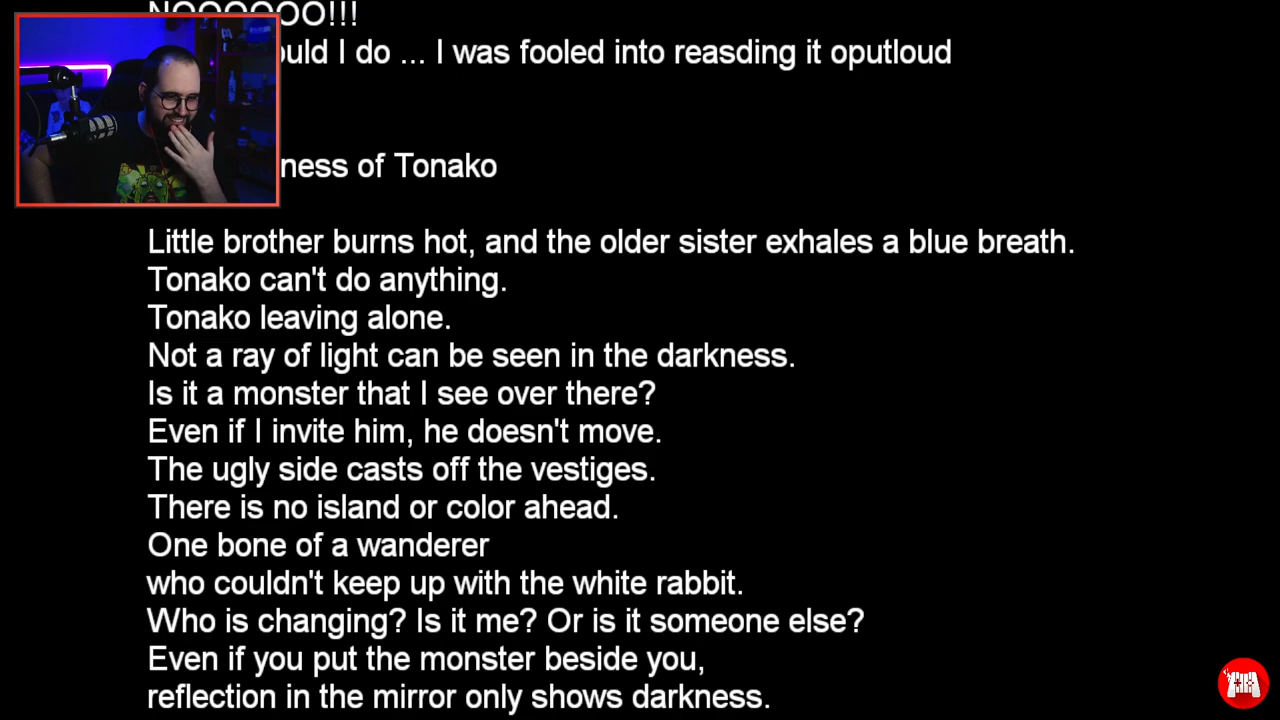 NOOOOOOO!!!
ould I do ... I was fooled into reasding it oputloud
ness of Tonako
Little brother burns hot, and the older sister exhales a blue breath.
Tonako can't do anything.
Tonako leaving alone.
Not a ray of light can be seen in the darkness.
Is it a monster that I see over there?
Even if I invite him, he doesn't move.
The ugly side casts off the vestiges.
There is no island or color ahead.
One bone of a wanderer
who couldn't keep up with the white rabbit.
Who is changing? Is it me? Or is it someone else?
Even if you put the monster beside you,
reflection in the mirror only shows darkness.